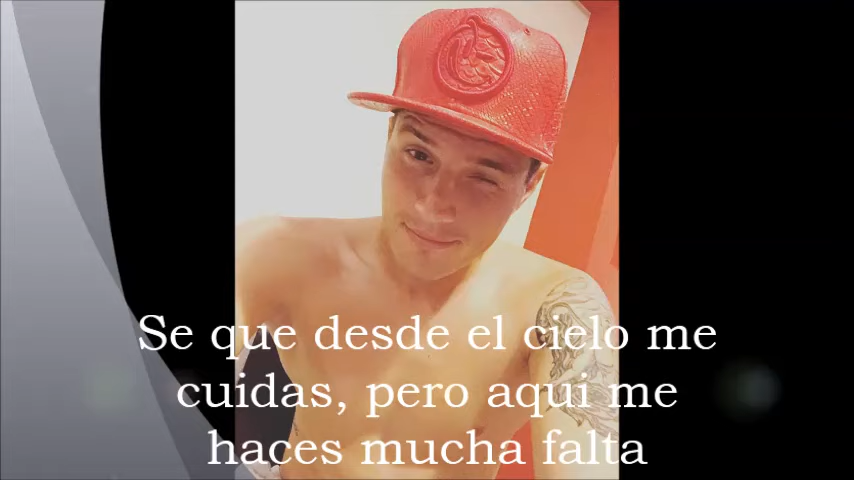 Se que desde el cielo me
cuidas, pero aqui me
haces mucha falta